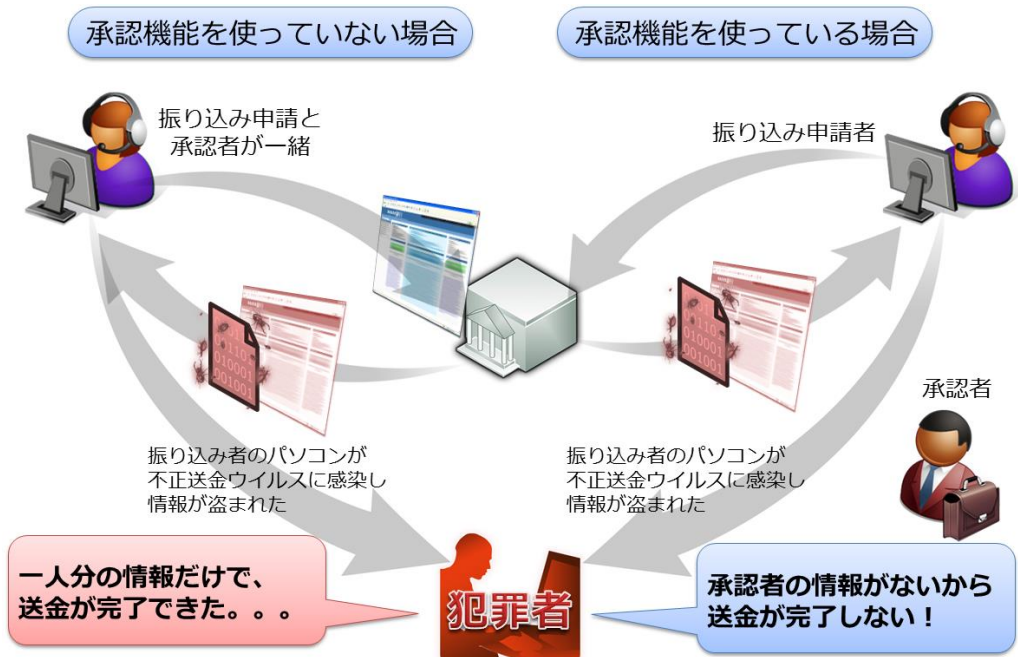 承認機能を使っていない場合
承認機能を使っている場合
振り込み申請と
承認者が一緒
振り込み申請者
承認者
振り込み者のパソコンが
不正送金ウイルスに感染し
情報が盗まれた
振り込み者のパソコンが
不正送金ウイルスに感染し
情報が盗まれた
一人分の情報だけで、
送金が完了できた。。。
犯罪者
承認者の情報がないから
送金が完了しない！